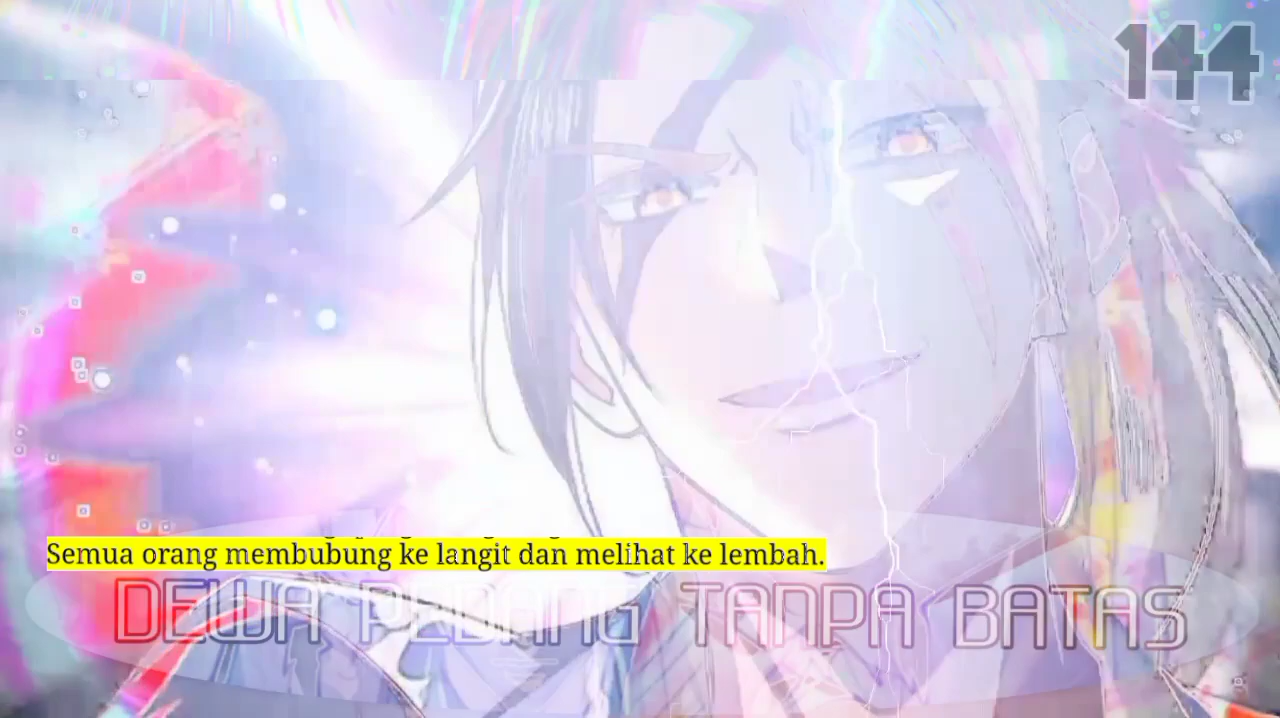 144
Semua orang membubung ke langit dan melihat ke lembah.
DEWA PEDANG TANPA BATAS